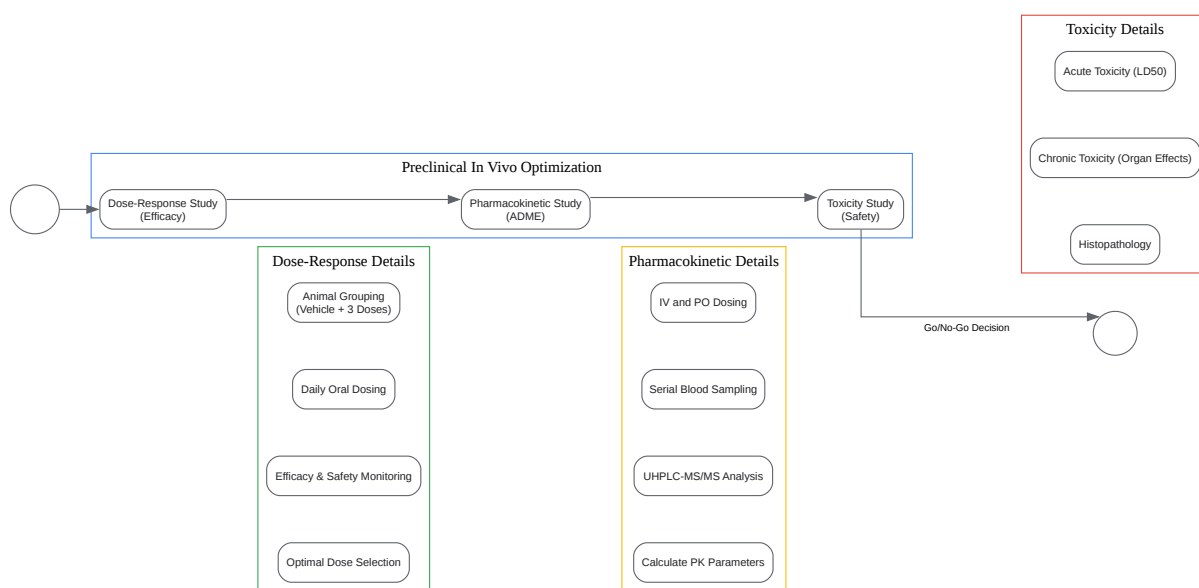 Toxicity Details
Acute Toxicity (LD50)
Chronic Toxicity (Organ Effects)
Histopathology
Preclinical In Vivo Optimization
Dose-Response Study
(Efficacy)
Pharmacokinetic Study
(ADME)
Toxicity Study
(Safety)
Dose-Response Details
Animal Grouping
(Vehicle + 3 Doses)
Daily Oral Dosing
Efficacy & Safety Monitoring
Optimal Dose Selection
Pharmacokinetic Details
IV and PO Dosing
Serial Blood Sampling
UHPLC-MS/MS Analysis
Calculate PK Parameters
Go/No-Go Decision